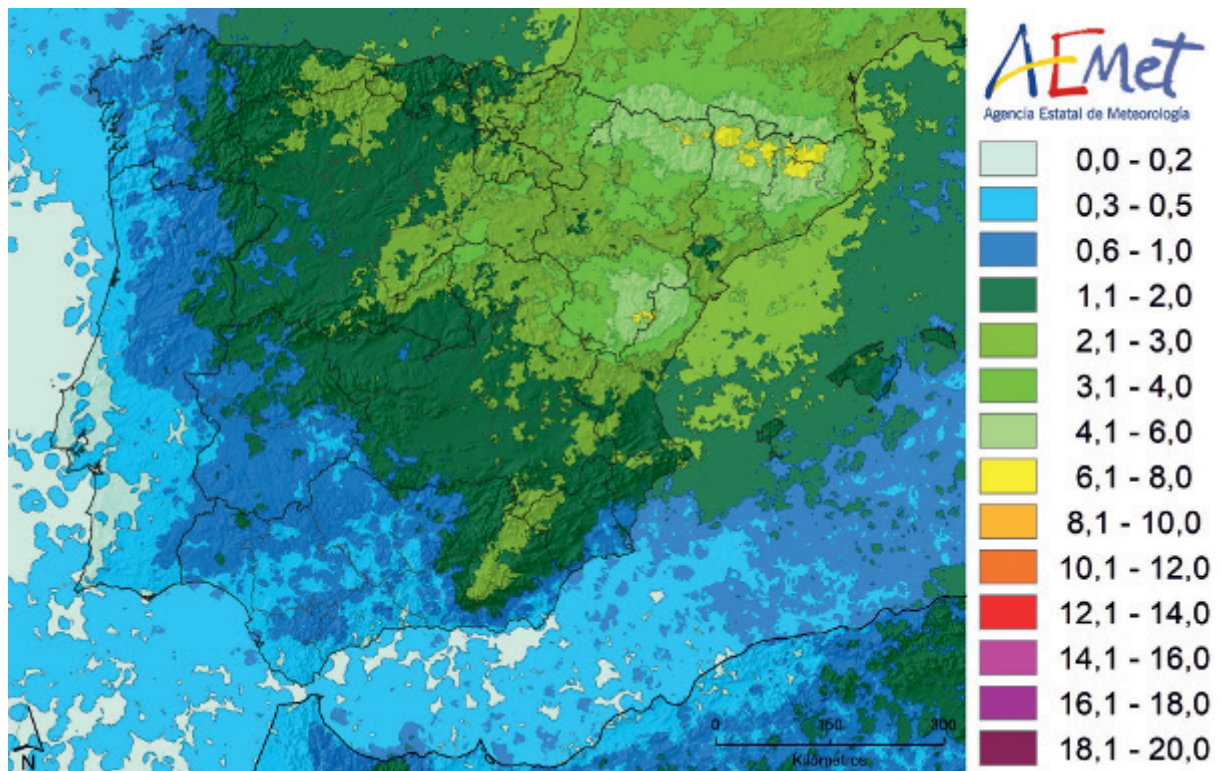 AEMet
Agencia Estatal de Meteorología
0,0 - 0,2
0,3 - 0,5
0,6 - 1,0
1,1 - 2,0
2,1 - 3,0
3,1 - 4,0
4,1 - 6,0
6,1 - 8,0
8,1 - 10,0
10,1 - 12,0
12,1 - 14,0
14,1 - 16,0
16,1 - 18,0
18,1 - 20,0
0 150 300
Kilómetros
N